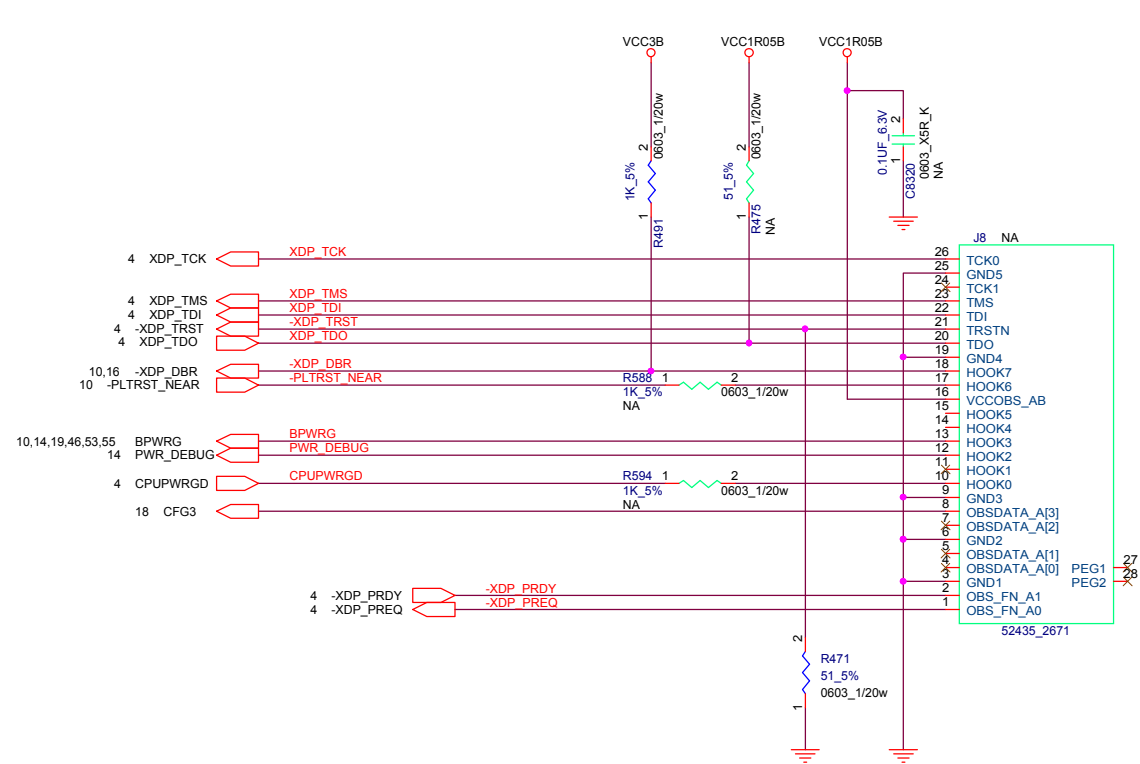 VCC3B
VCC1R05B
VCC1R05B
2
0603_1/20w
1K_5%
1
R491
2
0603_1/20w
51_5%
1
R475
NA
0.1UF_6.3V
2
1
C8320
0603_X5R_K
NA
J8 NA
4 XDP_TCK
XDP_TCK
4 XDP_TMS
XDP_TMS
4 XDP_TDI
XDP_TDI
4 -XDP_TRST
-XDP_TRST
4 XDP_TDO
XDP_TDO
10,16 -XDP_DBR
-XDP_DBR
10 -PLTRST_NEAR
-PLTRST_NEAR
R588 1 2
1K_5% 0603_1/20w
NA
10,14,19,46,53,55 BPWRG
BPWRG
14 PWR_DEBUG
PWR_DEBUG
4 CPUPWRGD
CPUPWRGD
R594 1 2
1K_5% 0603_1/20w
NA
18 CFG3
4 -XDP_PRDY
-XDP_PRDY
4 -XDP_PREQ
-XDP_PREQ
26 TCK0
25 GND5
24 TCK1
23 TMS
22 TDI
21 TRSTN
20 TDO
19 GND4
18 HOOK7
17 HOOK6
16 VCCOBS_AB
15 HOOK5
14 HOOK4
13 HOOK3
12 HOOK2
11 HOOK1
10 HOOK0
9 GND3
8 OBSDATA_A[3]
7 OBSDATA_A[2]
6 GND2
5 OBSDATA_A[1]
4 OBSDATA_A[0]
3 GND1
2 OBS_FN_A1
1 OBS_FN_A0
PEG1 27
PEG2 28
52435_2671
2
R471
51_5%
0603_1/20w
1